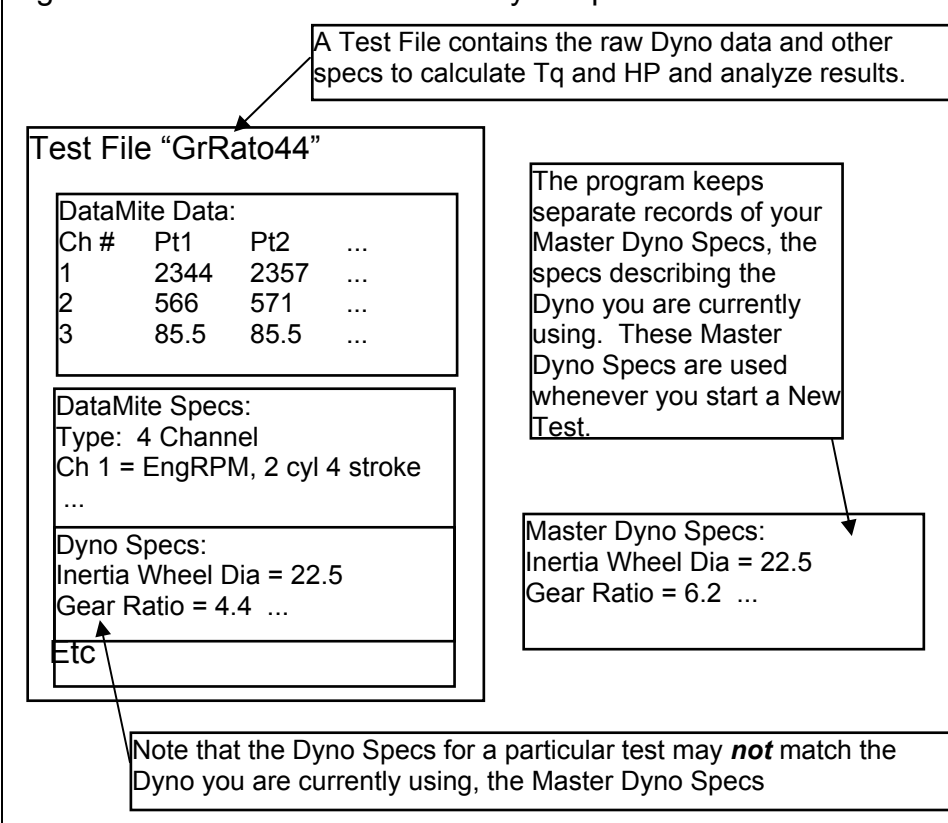 A Test File contains the raw Dyno data and other
specs to calculate Tq and HP and analyze results.
Test File “GrRato44”
DataMite Data:
Ch # Pt1 Pt2 ...
1 2344 2357 ...
2 566 571 ...
3 85.5 85.5 ...
The program keeps
separate records of your
Master Dyno Specs, the
specs describing the
Dyno you are currently
using. These Master
Dyno Specs are used
whenever you start a New
Test.
DataMite Specs:
Type: 4 Channel
Ch 1 = EngRPM, 2 cyl 4 stroke
...
Dyno Specs:
Inertia Wheel Dia = 22.5
Gear Ratio = 4.4 ...
Etc
Master Dyno Specs:
Inertia Wheel Dia = 22.5
Gear Ratio = 6.2 ...
Note that the Dyno Specs for a particular test may not match the
Dyno you are currently using, the Master Dyno Specs